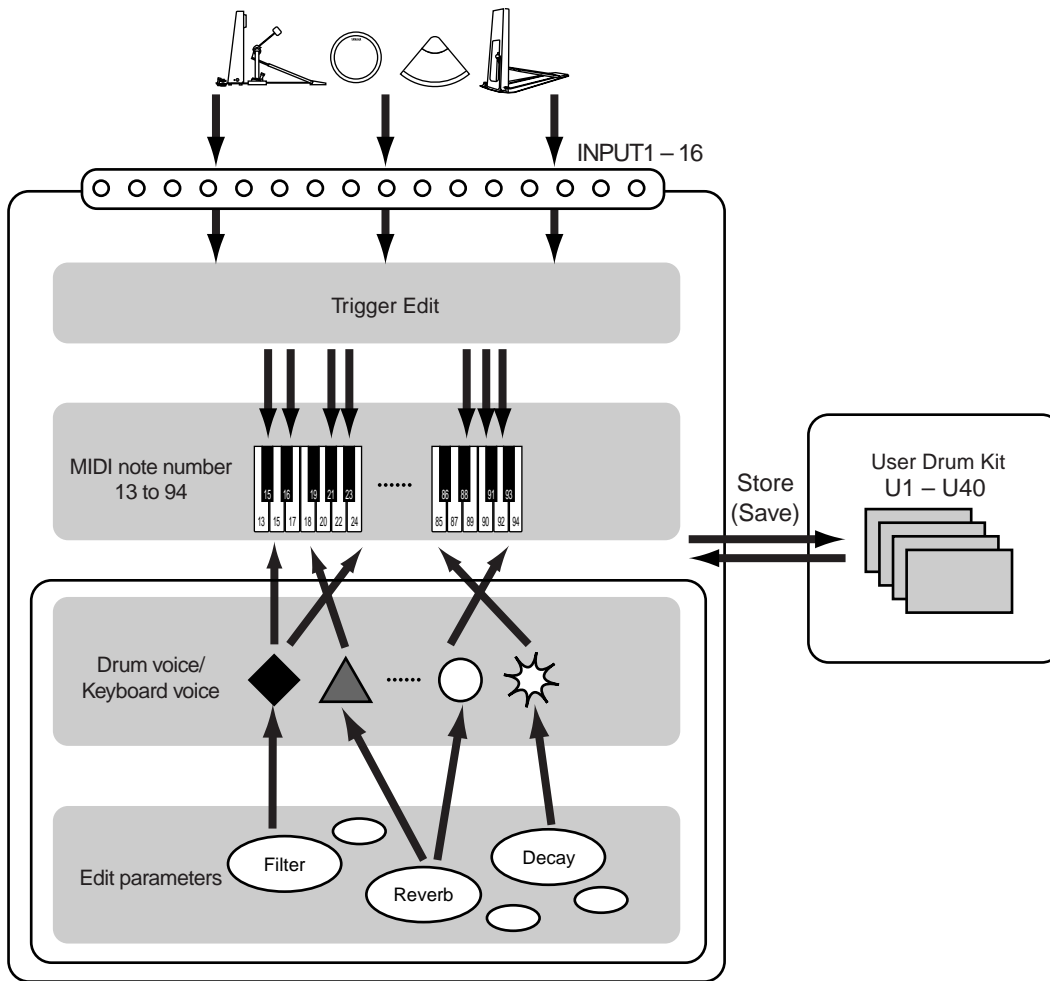 INPUT1 – 16
Trigger Edit
MIDI note number
13 to 94
15 16 19 21 23
13 15 17 18 20 22 24
......
86 88 91 93
85 87 89 90 92 94
Store
(Save)
User Drum Kit
U1 – U40
Drum voice/
Keyboard voice
......
Edit parameters
Filter
Reverb
Decay